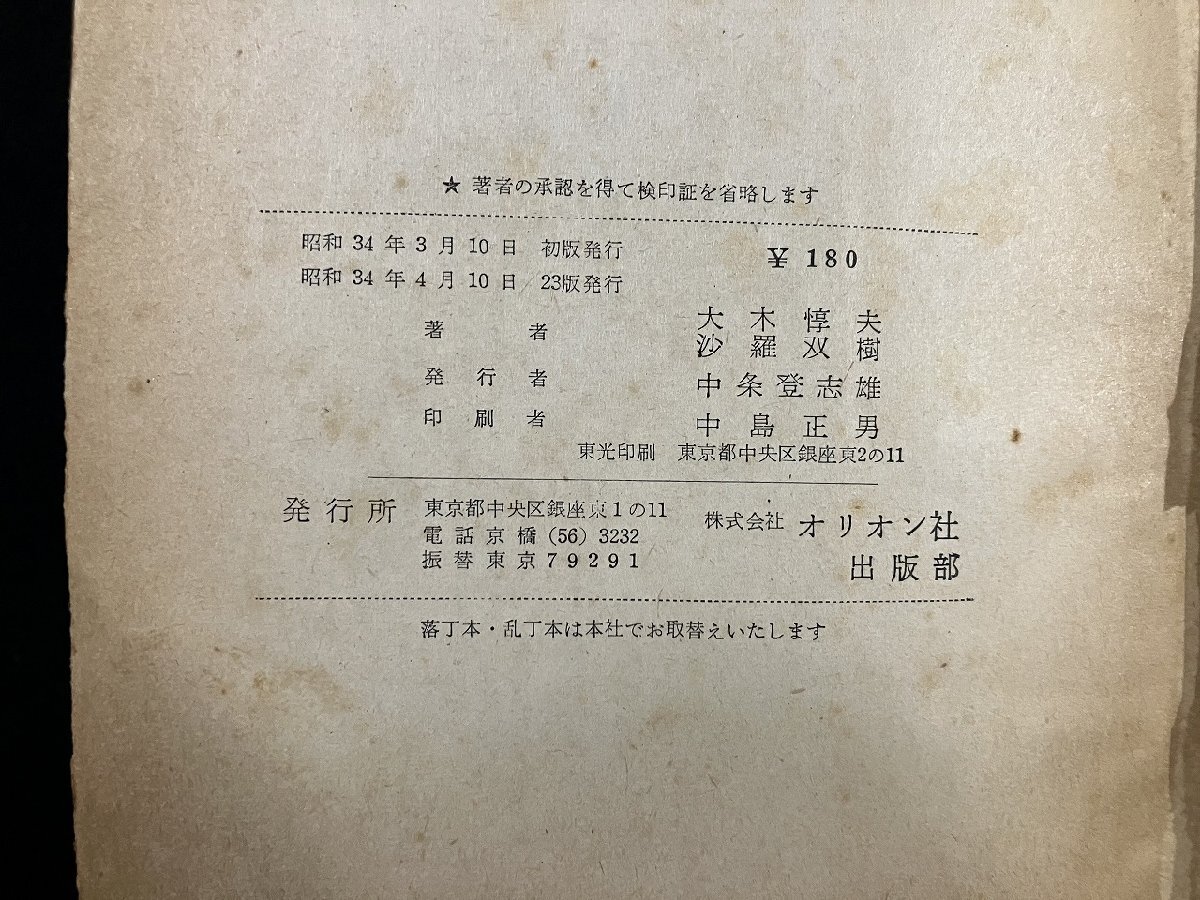 ★ 著者の承認を得て検印証を省略します
昭和 34 年 3 月 10 日 初版発行 ¥ 180
昭和 34 年 4 月 10 日 23版発行
著者 大木惇夫
沙羅双樹
発行者 中条登志雄
印刷者 中島正男
東光印刷 東京都中央区銀座東2の11
発行所 東京都中央区銀座東1の11 株式会社 オリオン社
電話京橋 (56) 3232 出版部
振替東京79291
落丁本・乱丁本は本社でお取替えいたします